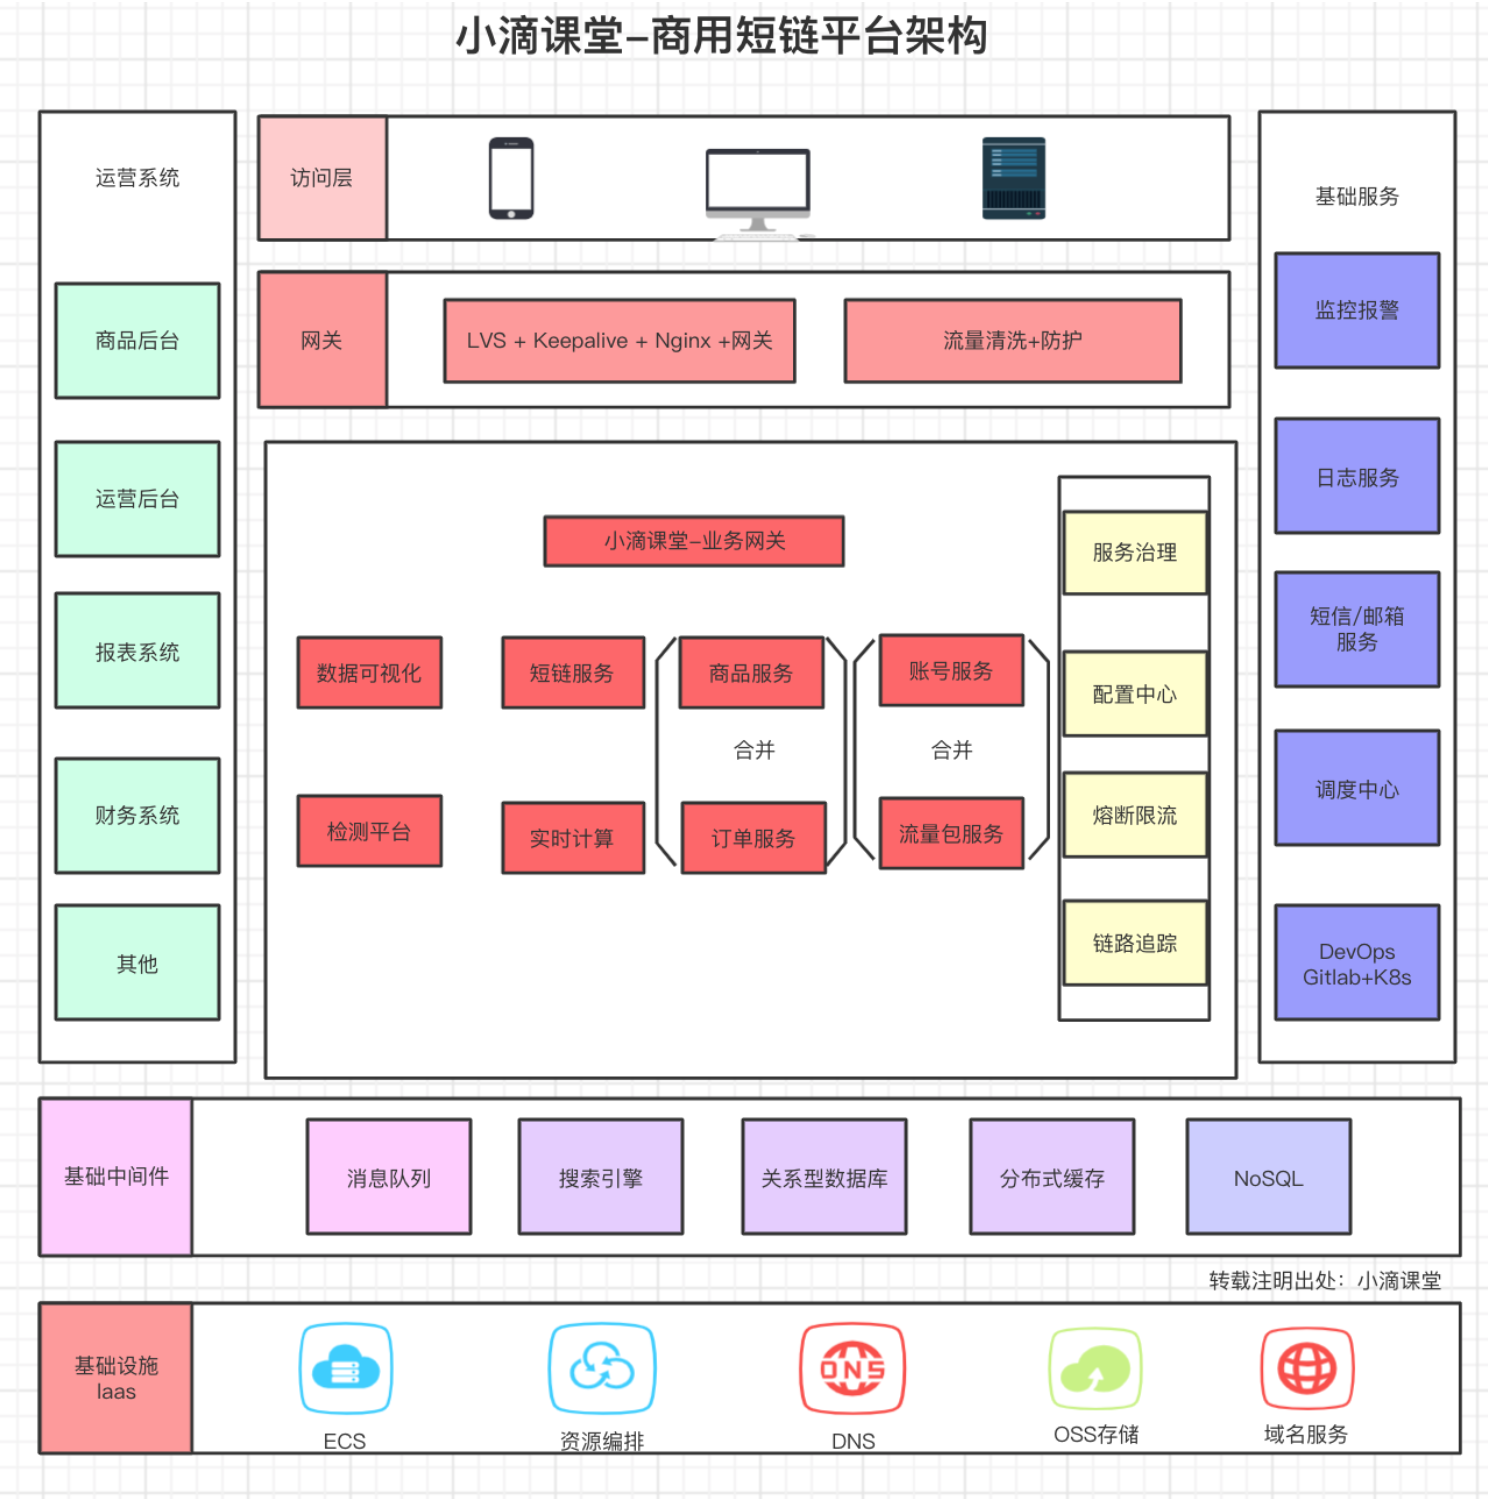 小滴课堂-商用短链平台架构
运营系统
商品后台
运营后台
报表系统
财务系统
其他
访问层
网关
LVS + Keepalive + Nginx +网关
流量清洗+防护
小滴课堂-业务网关
数据可视化
短链服务
商品服务
账号服务
合并
合并
检测平台
实时计算
订单服务
流量包服务
服务治理
配置中心
熔断限流
链路追踪
基础服务
监控报警
日志服务
短信/邮箱
服务
调度中心
DevOps
Gitlab+K8s
基础中间件
消息队列
搜索引擎
关系型数据库
分布式缓存
NoSQL
转载注明出处：小滴课堂
基础设施
Iaas
ECS
资源编排
DNS
DNS
OSS存储
域名服务